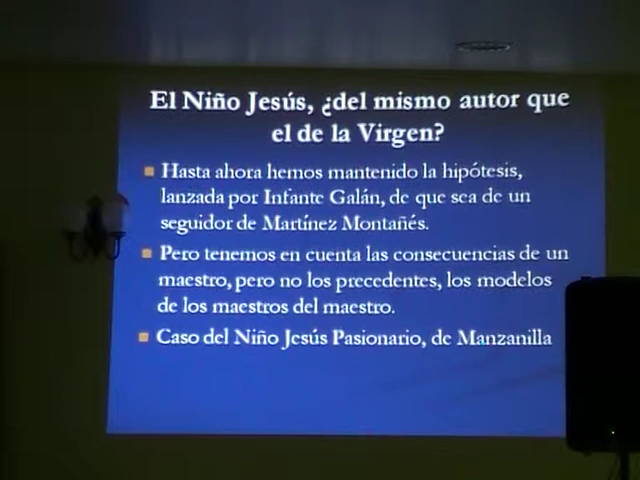 El Niño Jesús, ¿del mismo autor que
el de la Virgen?
Hasta ahora hemos mantenido la hipótesis,
lanzada por Infante Galán, de que sea de un
seguidor de Martínez Montañés.
Pero tenemos en cuenta las consecuencias de un
maestro, pero no los precedentes, los modelos
de los maestros del maestro.
Caso del Niño Jesús Pasionario, de Manzanilla